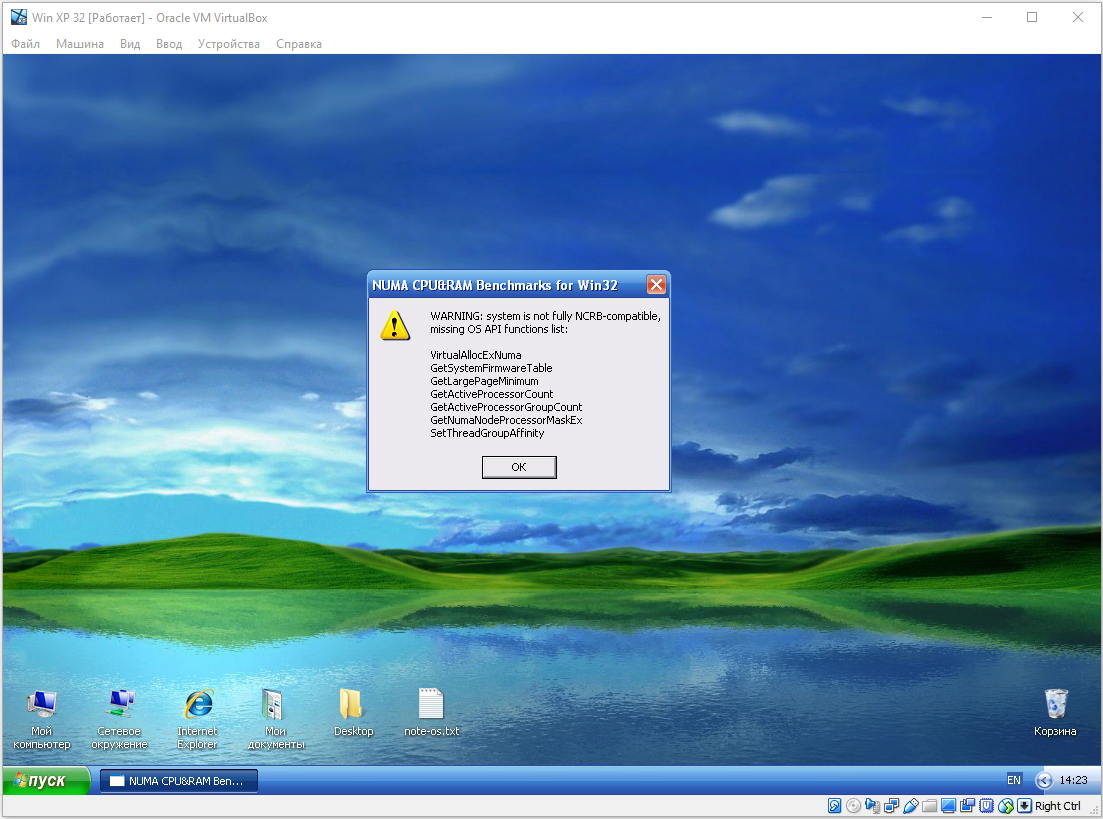 Win XP 32 [Работает] - Oracle VM VirtualBox
Файл Машина Вид Ввод Устройства Справка
NUMA CPU&RAM Benchmarks for Win32
WARNING: system is not fully NCRB-compatible,
missing OS API functions list:
VirtualAllocExNuma
GetSystemFirmwareTable
GetLargePageMinimum
GetActiveProcessorCount
GetActiveProcessorGroupCount
GetNumaNodeProcessorMaskEx
SetThreadGroupAffinity
OK
Мой
компьютер
Сетевое
окружение
Internet
Explorer
Мои
документы
Desktop
note-os.txt
Корзина
пуск
NUMA CPU&RAM Ben...
EN
14:23
Right Ctrl